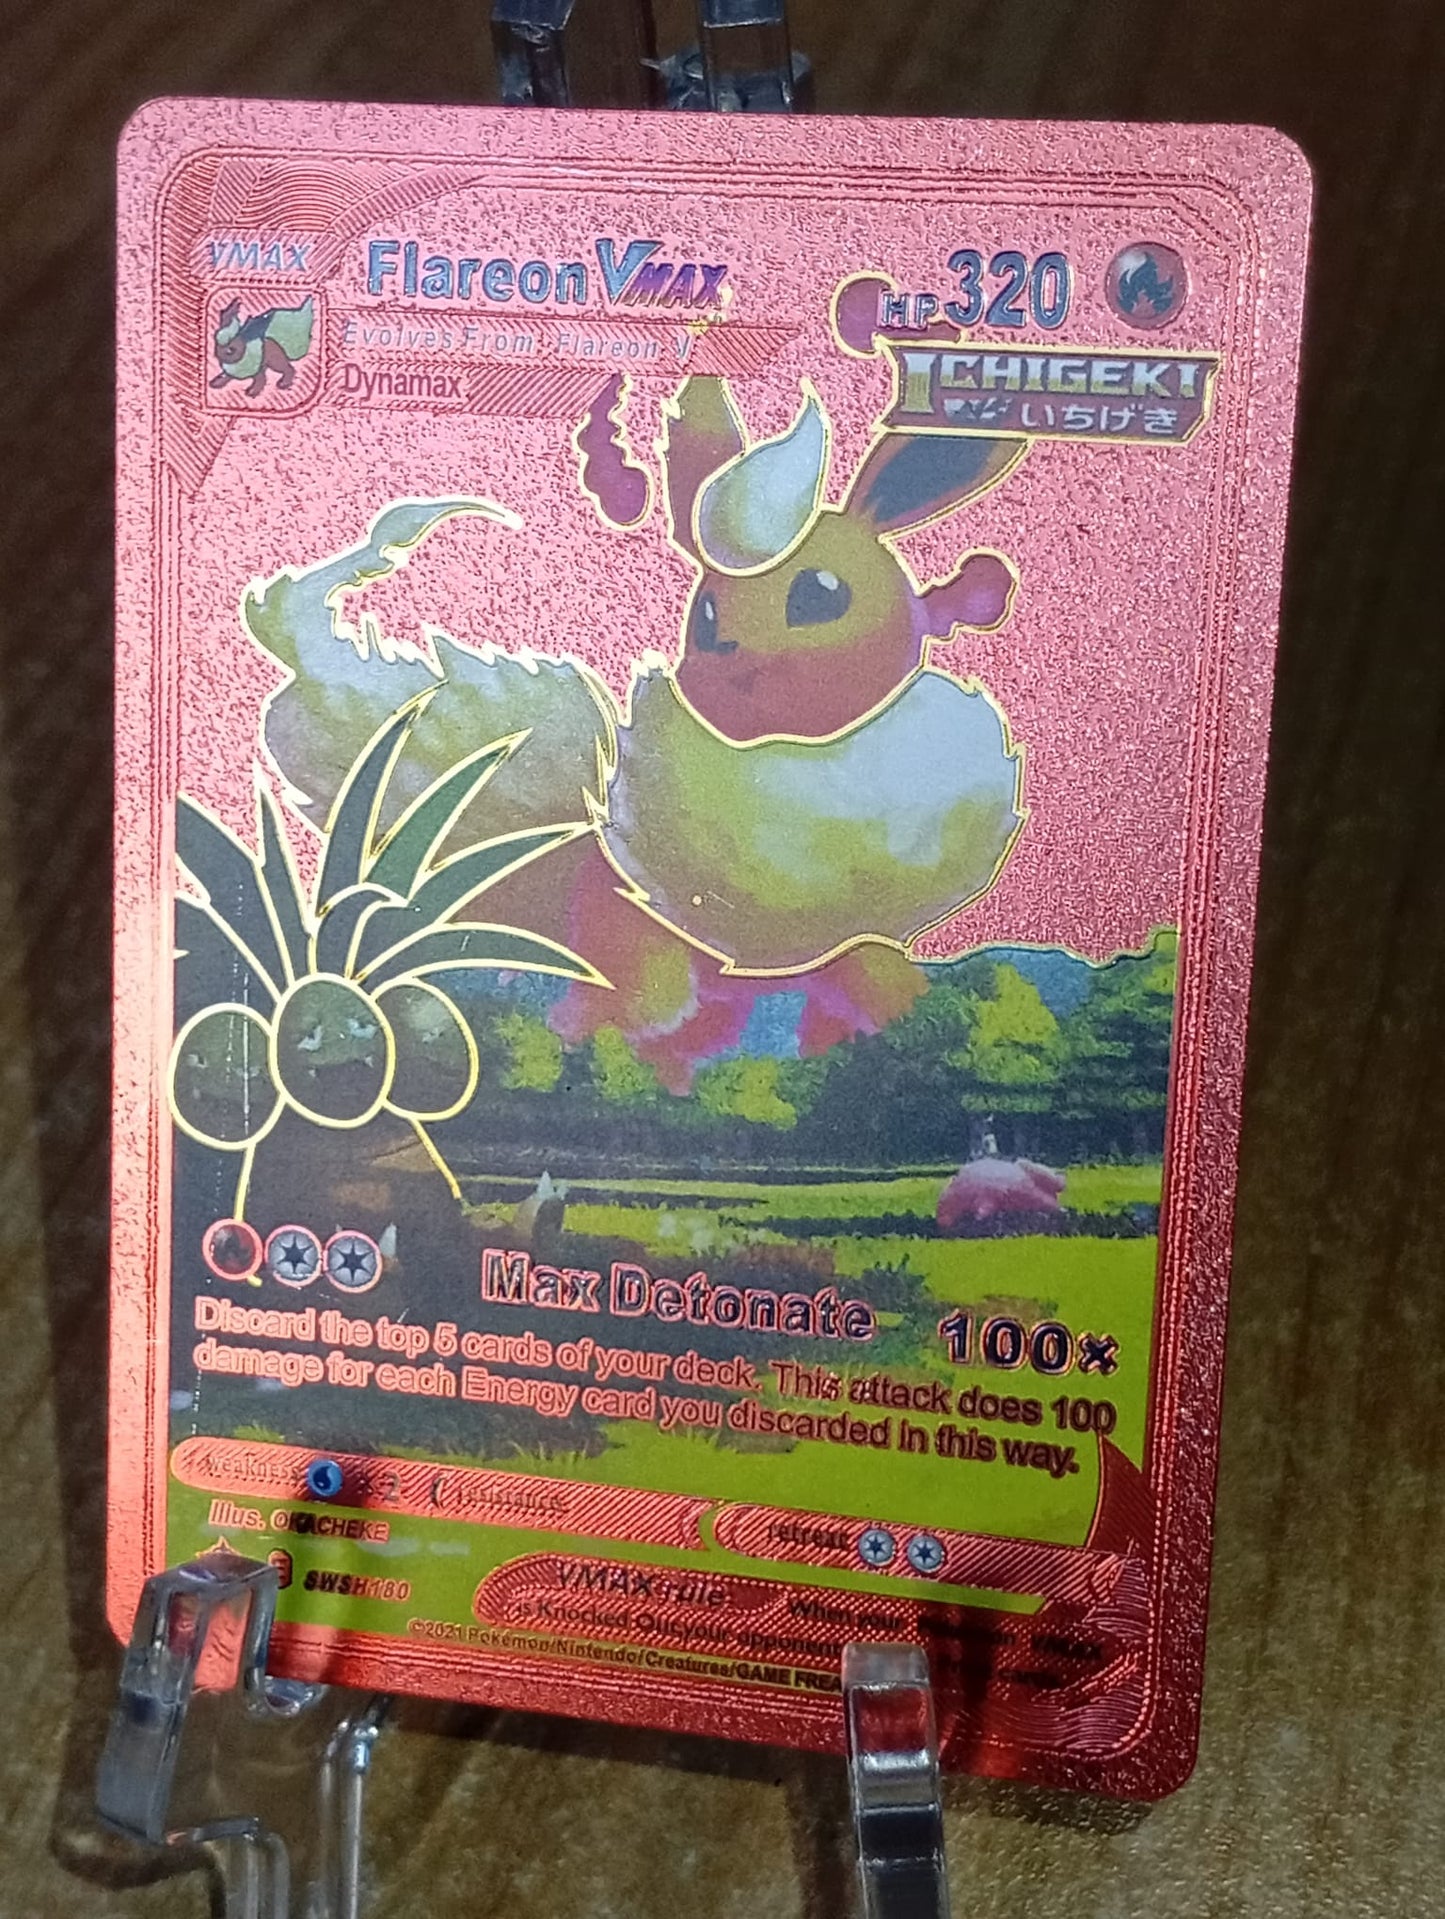 VMAX
Flareon VMAX
HP 320
Evolves From Flareon V
Dynamax
ICHIGEKI
いちげき
Max Detonate 100×
Discard the top 5 cards of your deck. This attack does 100
damage for each Energy card you discarded in this way.
weakness ×2 resistance
retreat
Illus. OKACHEKE
E SWSH180
VMAX rule When your VMAX
is Knocked Out, your opponent
©2021 Pokémon/Nintendo/Creatures/GAME FREA